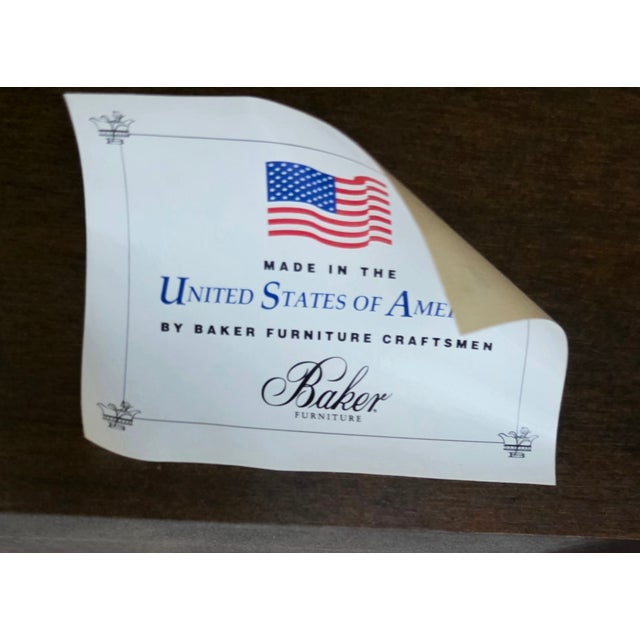 MADE IN THE
UNITED STATES OF AME
BY BAKER FURNITURE CRAFTSMEN
Baker
FURNITURE